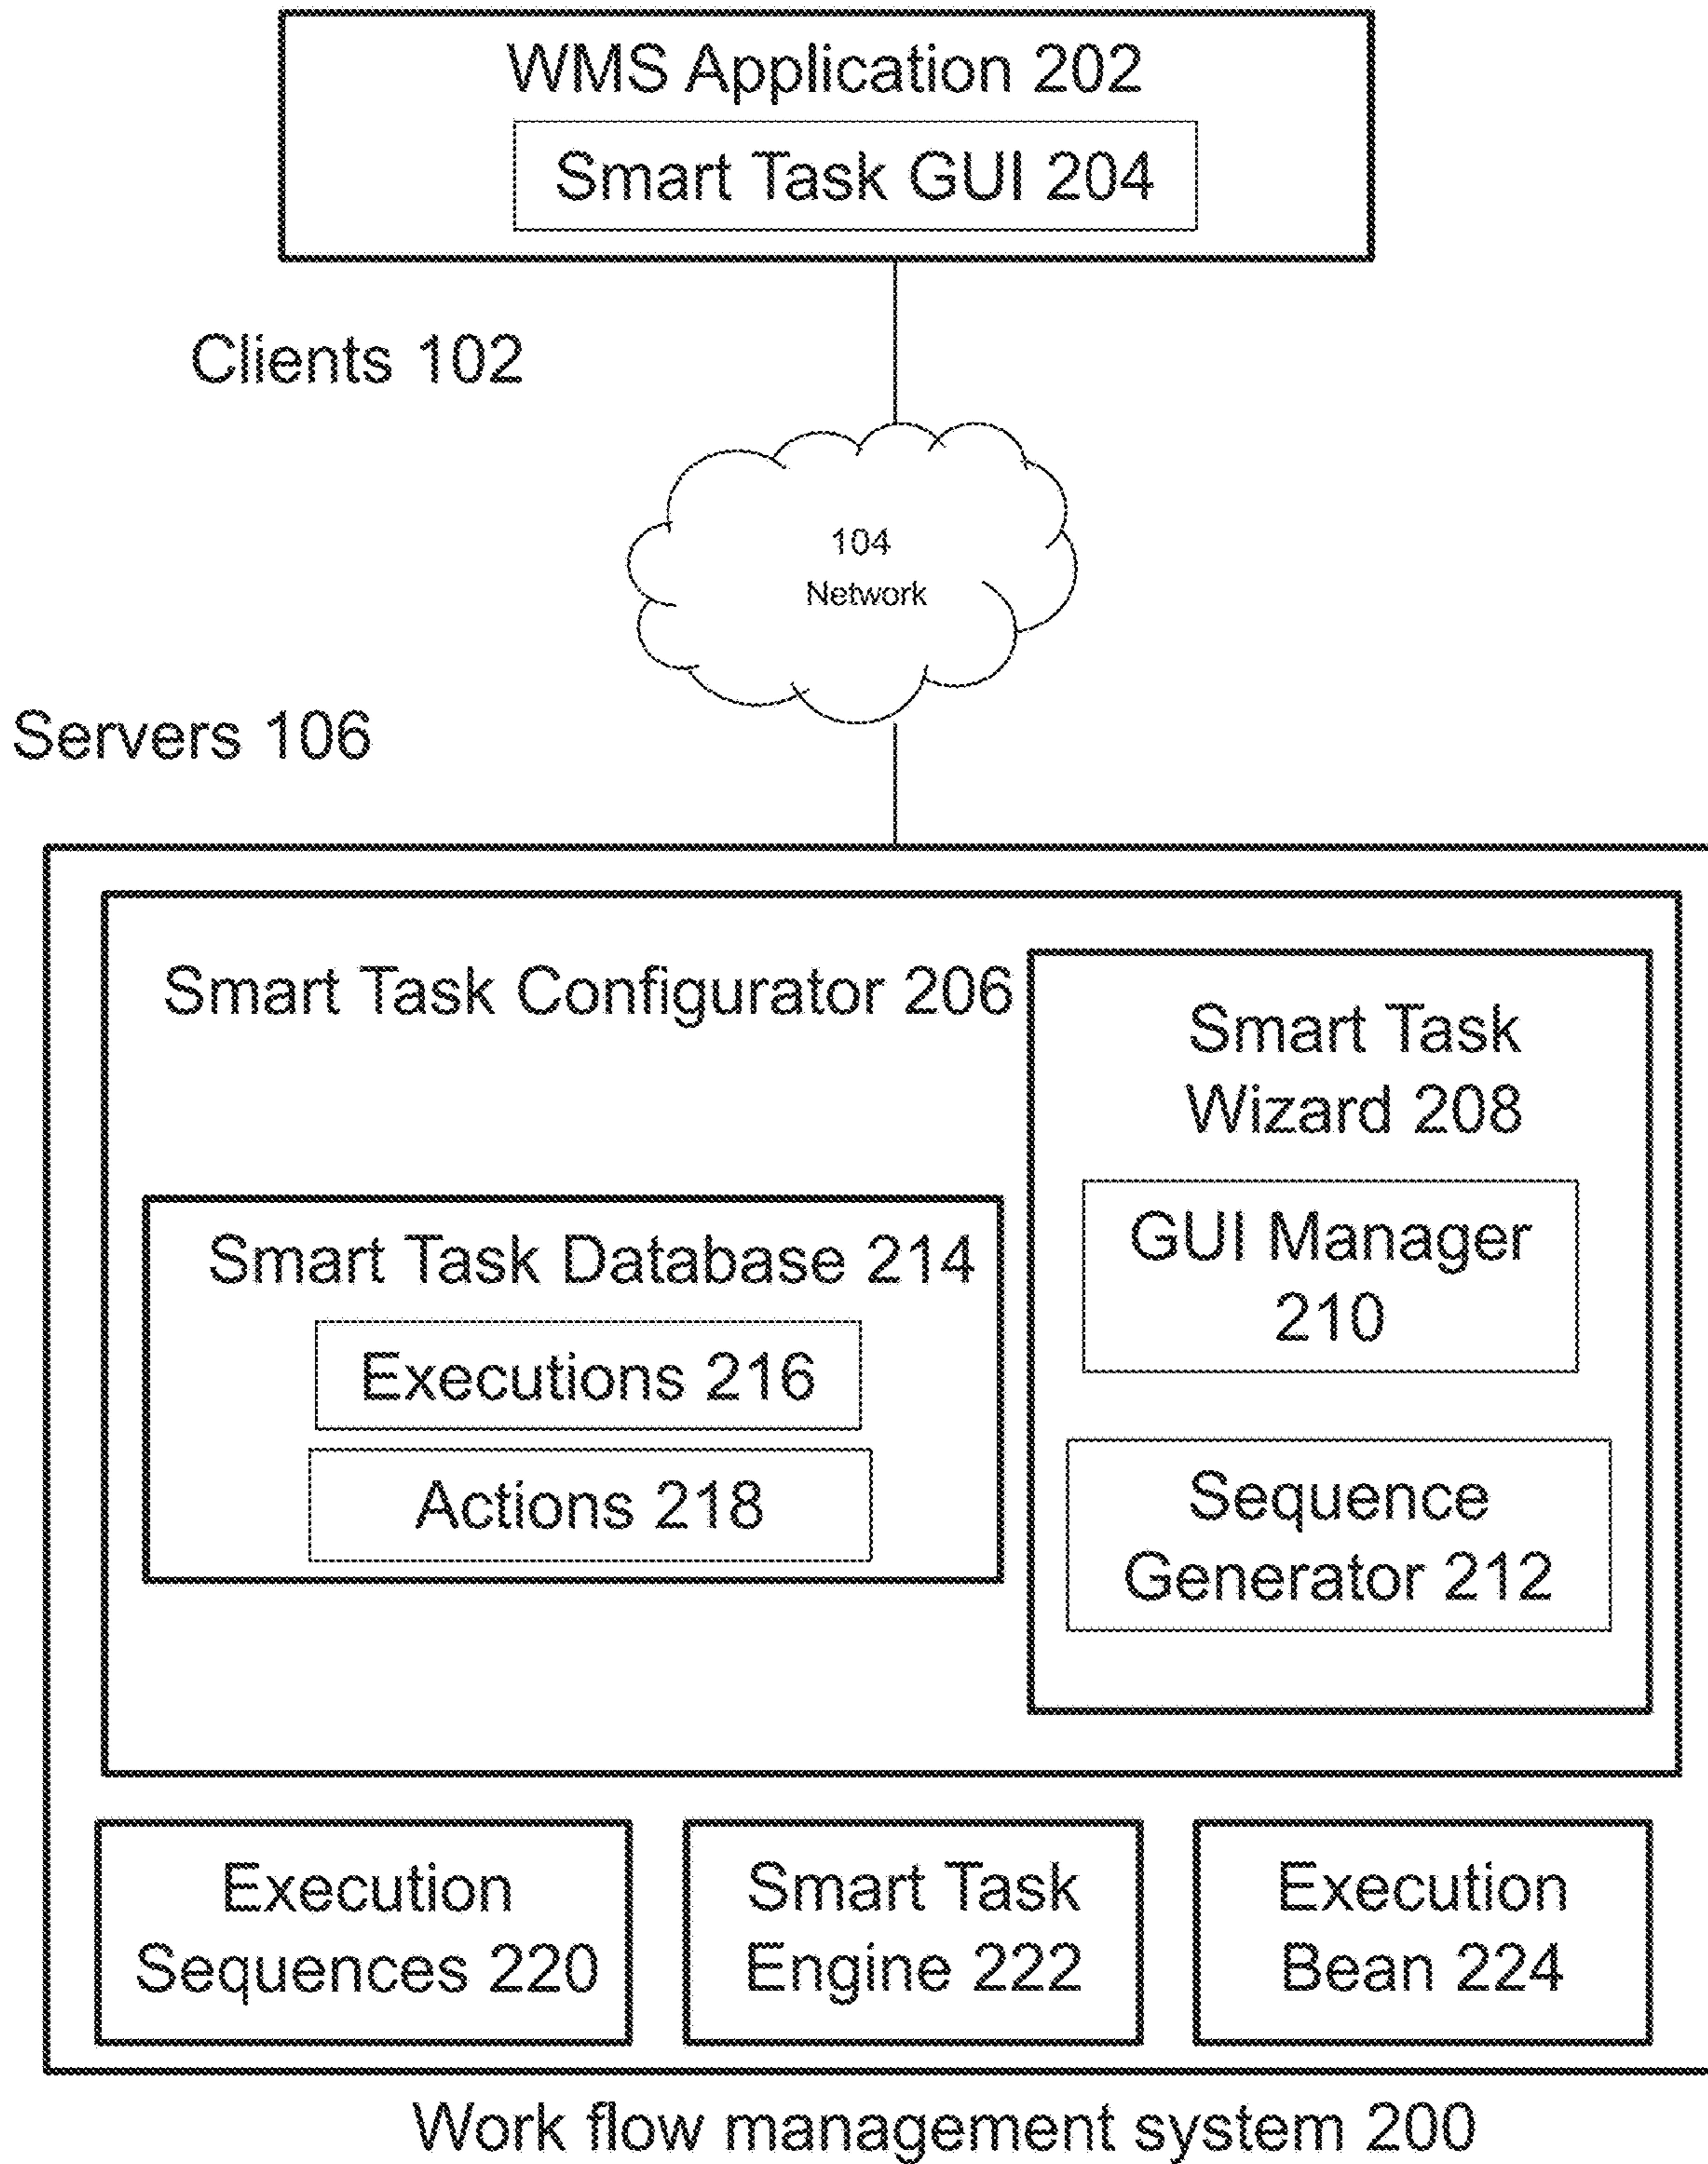 WMS Application 202
Smart Task GUI 204
Clients 102
104
Network
Servers 106
Smart Task Configurator 206
Smart Task
Wizard 208
GUI Manager
210
Sequence
Generator 212
Smart Task Database 214
Executions 216
Actions 218
Execution
Sequences 220
Smart Task
Engine 222
Execution
Bean 224
Work flow management system 200